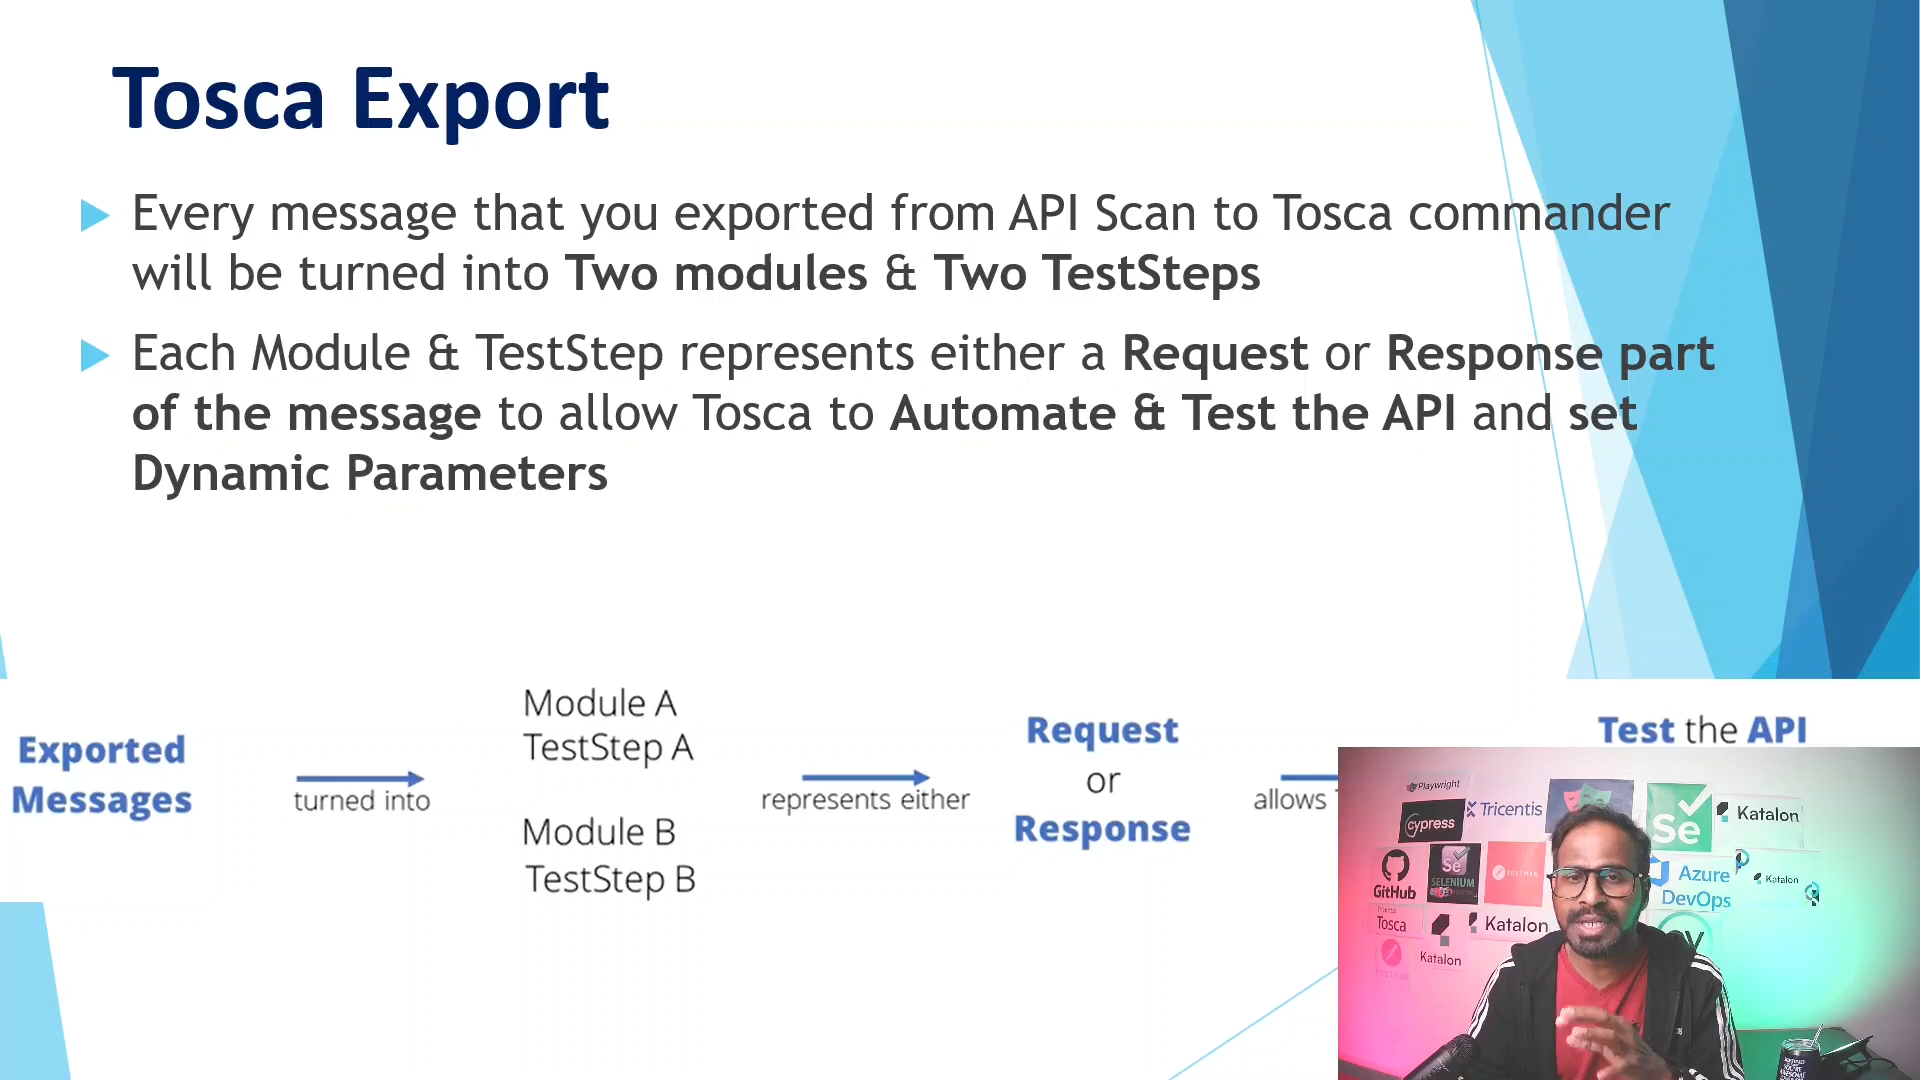 Tosca Export
Every message that you exported from API Scan to Tosca commander
will be turned into Two modules & Two TestSteps
Each Module & TestStep represents either a Request or Response part
of the message to allow Tosca to Automate & Test the API and set
Dynamic Parameters
Exported
Messages
turned into
Module A
TestStep A
Module B
TestStep B
represents either
Request
or
Response
allows
Test the API
Playwright
cypress
Tricentis
Se
Katalon
GitHub
Se
SELENIUM
POSTMAN
Azure
DevOps
Katalon
Tosca
Katalon
Katalon
cy